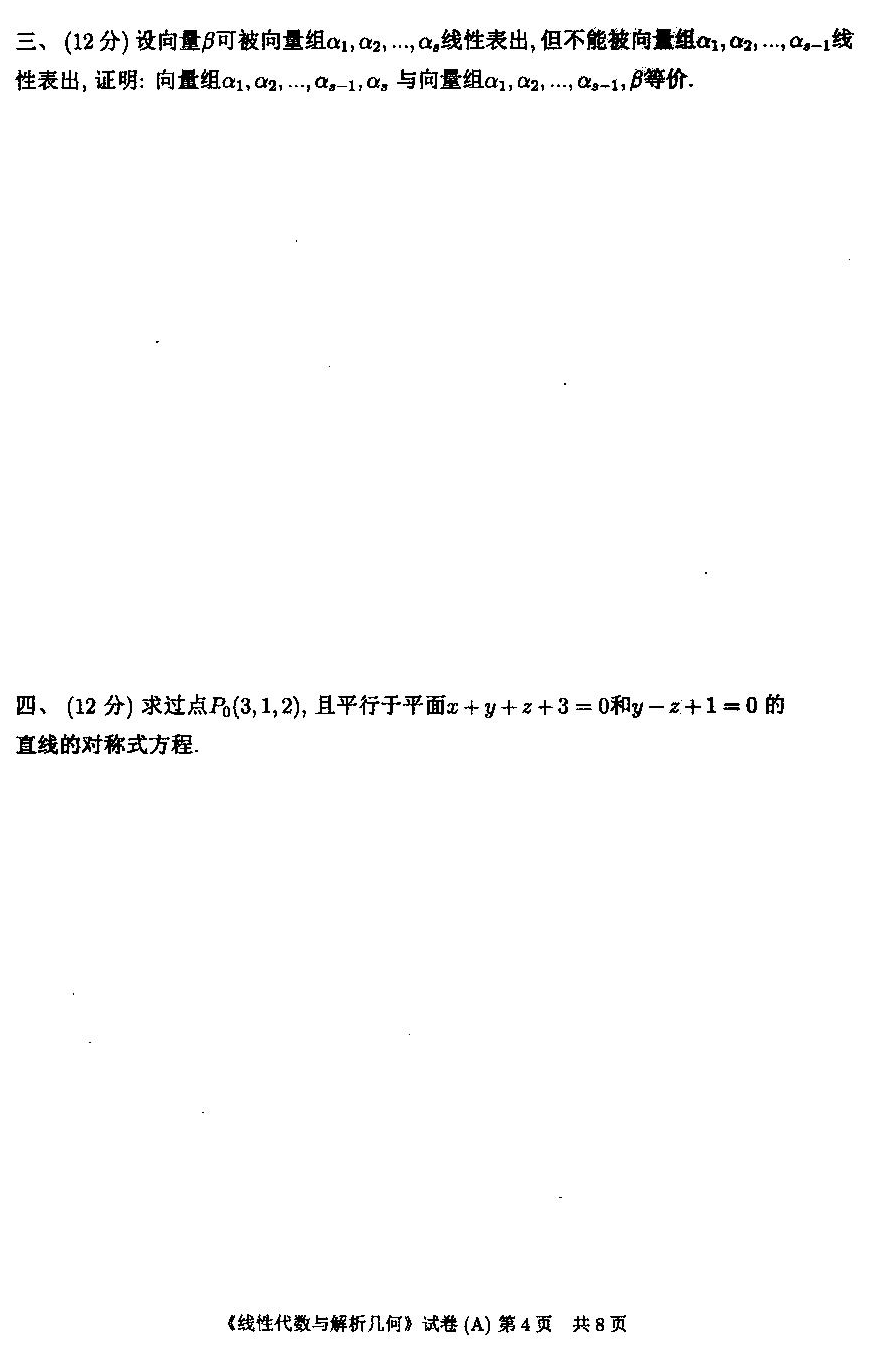 三、 (12 分) 设向量β可被向量组α₁, α₂, ..., αₛ线性表出, 但不能被向量组α₁, α₂, ..., αₛ₋₁线
性表出, 证明: 向量组α₁, α₂, ..., αₛ₋₁, αₛ 与向量组α₁, α₂, ..., αₛ₋₁, β等价.
四、 (12 分) 求过点P₀(3, 1, 2), 且平行于平面x + y + z + 3 = 0和y − z + 1 = 0 的
直线的对称式方程.
《线性代数与解析几何》试卷 (A) 第 4 页 共 8 页